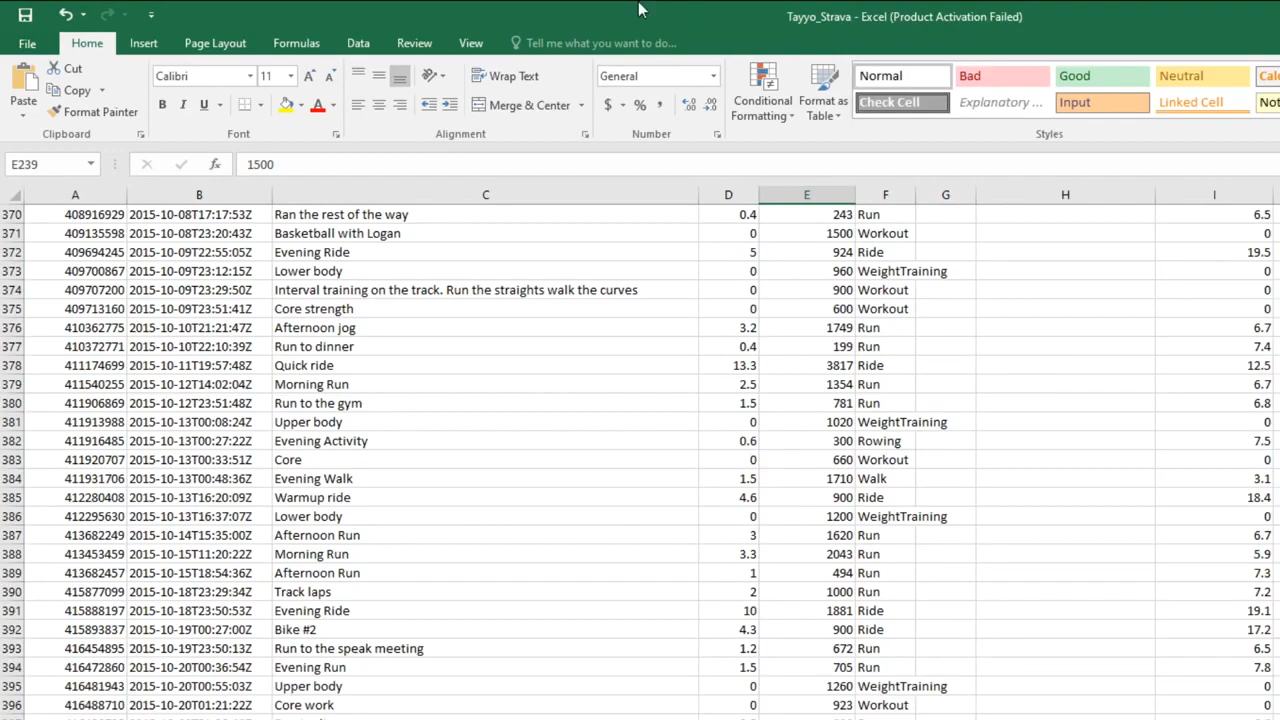 Tayyo_Strava - Excel (Product Activation Failed)
File Home Insert Page Layout Formulas Data Review View Tell me what you want to do...
Cut
Copy
Format Painter
Paste
Clipboard
Calibri 11
B I U
Font
Wrap Text
Merge & Center
Alignment
General
$ % ,
Number
Conditional Formatting
Format as Table
Normal Bad Good Neutral
Check Cell Explanatory ... Input Linked Cell
Styles
E239 fx 1500
A B C D E F G H I
370 408916929 2015-10-08T17:17:53Z Ran the rest of the way 0.4 243 Run 6.5
371 409135598 2015-10-08T23:20:43Z Basketball with Logan 0 1500 Workout 0
372 409694245 2015-10-09T22:55:05Z Evening Ride 5 924 Ride 19.5
373 409700867 2015-10-09T23:12:15Z Lower body 0 960 WeightTraining 0
374 409707200 2015-10-09T23:29:50Z Interval training on the track. Run the straights walk the curves 0 900 Workout 0
375 409713160 2015-10-09T23:51:41Z Core strength 0 600 Workout 0
376 410362775 2015-10-10T21:21:47Z Afternoon jog 3.2 1749 Run 6.7
377 410372771 2015-10-10T22:10:39Z Run to dinner 0.4 199 Run 7.4
378 411174699 2015-10-11T19:57:48Z Quick ride 13.3 3817 Ride 12.5
379 411540255 2015-10-12T14:02:04Z Morning Run 2.5 1354 Run 6.7
380 411906869 2015-10-12T23:51:48Z Run to the gym 1.5 781 Run 6.8
381 411913988 2015-10-13T00:08:24Z Upper body 0 1020 WeightTraining 0
382 411916485 2015-10-13T00:27:22Z Evening Activity 0.6 300 Rowing 7.5
383 411920707 2015-10-13T00:33:51Z Core 0 660 Workout 0
384 411931706 2015-10-13T00:48:36Z Evening Walk 1.5 1710 Walk 3.1
385 412280408 2015-10-13T16:20:09Z Warmup ride 4.6 900 Ride 18.4
386 412295630 2015-10-13T16:37:07Z Lower body 0 1200 WeightTraining 0
387 413682249 2015-10-14T15:35:00Z Afternoon Run 3 1620 Run 6.7
388 413453459 2015-10-15T11:20:22Z Morning Run 3.3 2043 Run 5.9
389 413682457 2015-10-15T18:54:36Z Afternoon Run 1 494 Run 7.3
390 415877099 2015-10-18T23:29:34Z Track laps 2 1000 Run 7.2
391 415888197 2015-10-18T23:50:53Z Evening Ride 10 1881 Ride 19.1
392 415893837 2015-10-19T00:27:00Z Bike #2 4.3 900 Ride 17.2
393 416454895 2015-10-19T23:50:13Z Run to the speak meeting 1.2 672 Run 6.5
394 416472860 2015-10-20T00:36:54Z Evening Run 1.5 705 Run 7.8
395 416481943 2015-10-20T00:55:03Z Upper body 0 1260 WeightTraining 0
396 416488710 2015-10-20T01:21:22Z Core work 0 923 Workout 0